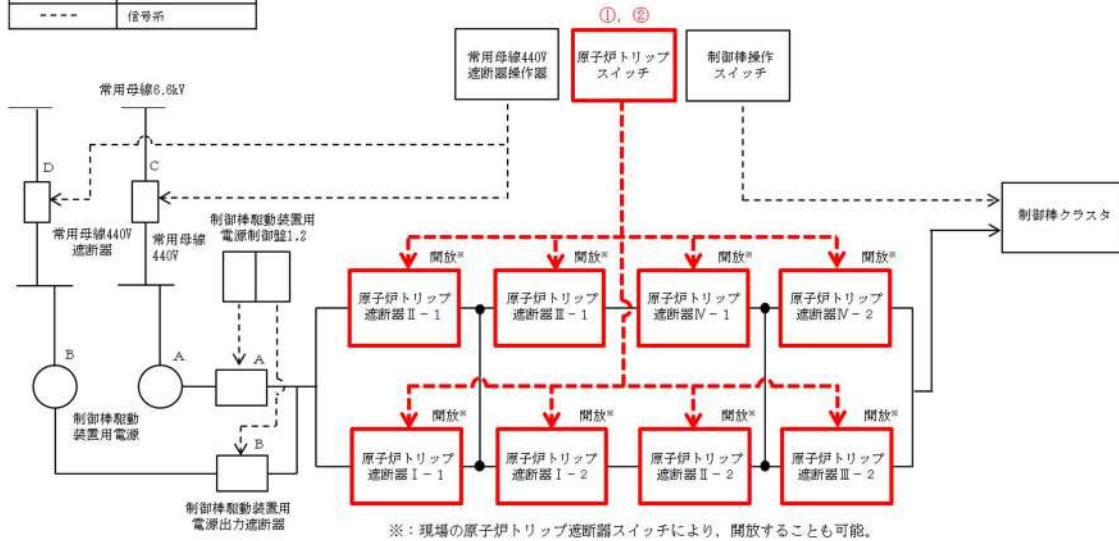 信号系
①, ②
常用母線440V
遮断器操作器
原子炉トリップ
スイッチ
制御棒操作
スイッチ
常用母線6.6kV
D
C
制御棒クラスタ
常用母線440V
遮断器
常用母線
440V
制御棒駆動装置用
電源制御盤1,2
開放※
開放※
開放※
開放※
原子炉トリップ
遮断器Ⅱ-1
原子炉トリップ
遮断器Ⅲ-1
原子炉トリップ
遮断器Ⅳ-1
原子炉トリップ
遮断器Ⅳ-2
B
A
A
制御棒駆動
装置用電源
B
開放※
開放※
開放※
開放※
原子炉トリップ
遮断器Ⅰ-1
原子炉トリップ
遮断器Ⅰ-2
原子炉トリップ
遮断器Ⅱ-2
原子炉トリップ
遮断器Ⅲ-2
制御棒駆動装置用
電源出力遮断器
※:現場の原子炉トリップ遮断器スイッチにより,開放することも可能。